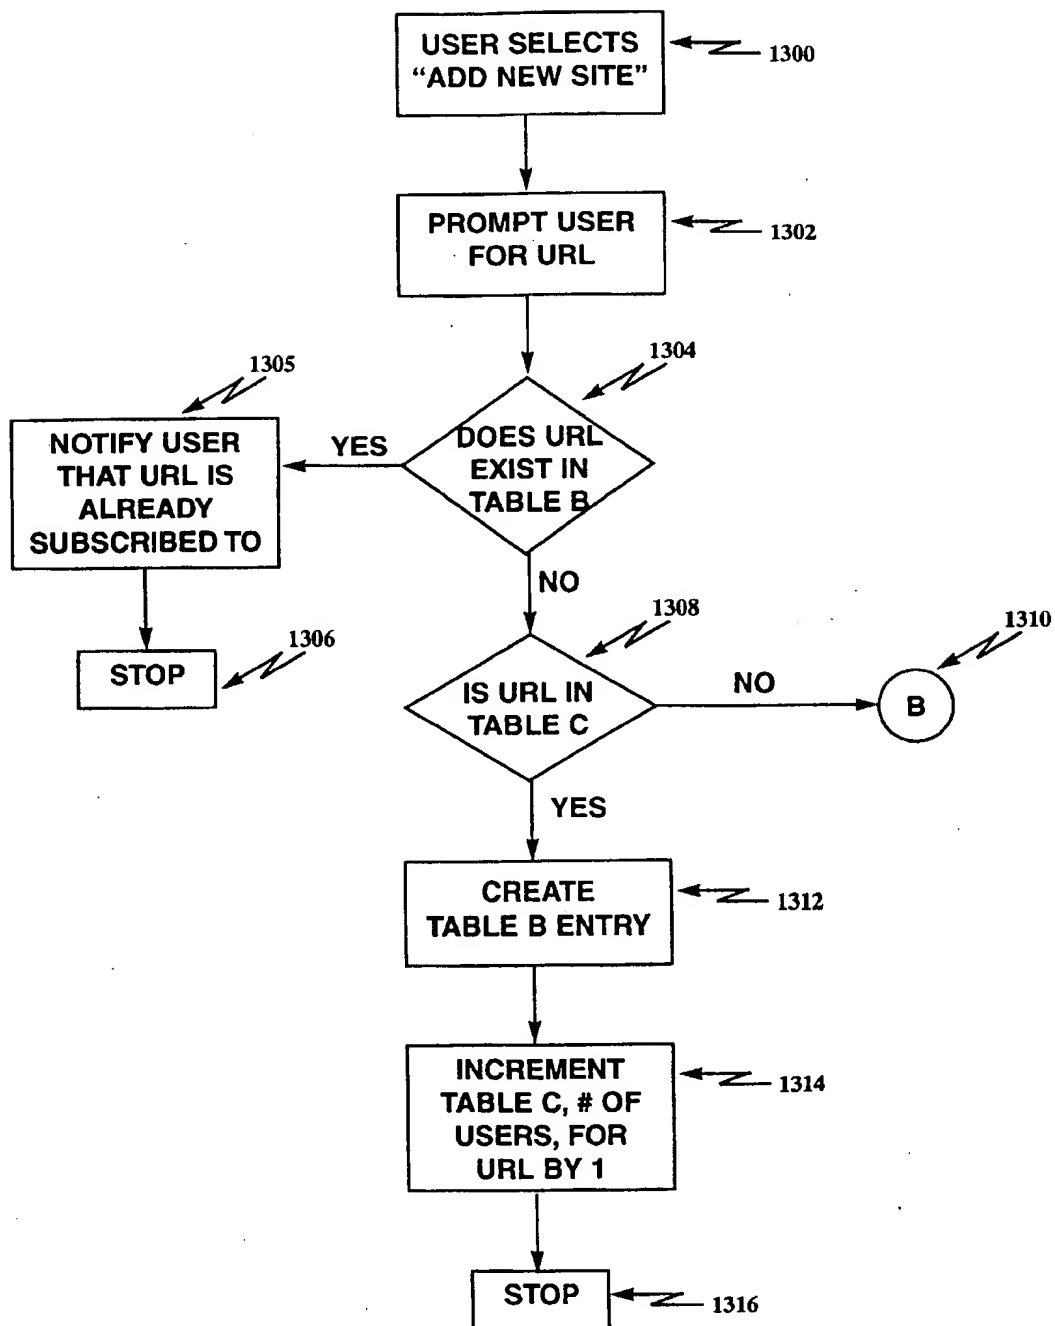 USER SELECTS
“ADD NEW SITE”
1300
PROMPT USER
FOR URL
1302
1304
1305
DOES URL
EXIST IN
TABLE B
YES
NOTIFY USER
THAT URL IS
ALREADY
SUBSCRIBED TO
NO
1306
STOP
1308
1310
IS URL IN
TABLE C
NO
B
YES
CREATE
TABLE B ENTRY
1312
INCREMENT
TABLE C, # OF
USERS, FOR
URL BY 1
1314
STOP
1316